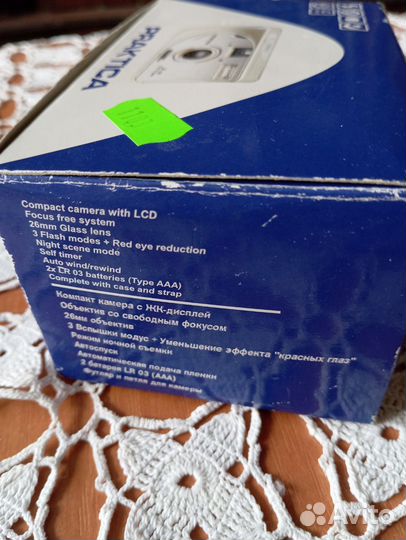 PRAKTICA
Compact camera with LCD
Focus free system
26mm Glass lens
3 Flash modes + Red eye reduction
Night scene mode
Self timer
Auto wind/rewind
2x LR 03 batteries (Type AAA)
Complete with case and strap
Компакт камера с ЖК-дисплей
Объектив со свободным фокусом
26мм объектив
3 Вспышки модус + Уменьшение эффекта "красных глаз"
Режим ночной съемки
Автоспуск
Автоматическая подача пленки
2 батарея LR 03 (AAA)
Футляр и петля для камеры
Avito